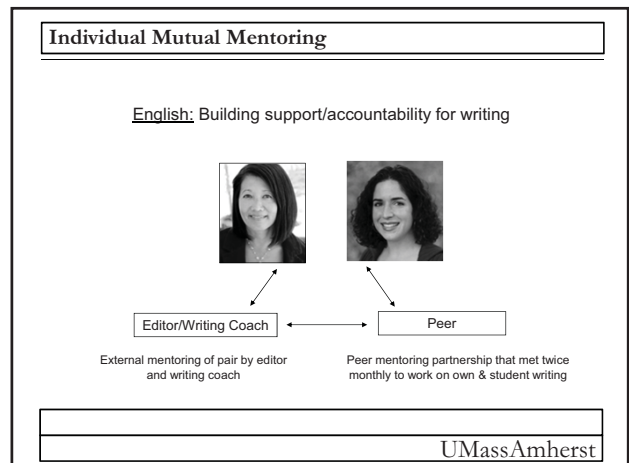 Individual Mutual Mentoring
English: Building support/accountability for writing
Editor/Writing Coach
Peer
External mentoring of pair by editor
and writing coach
Peer mentoring partnership that met twice
monthly to work on own & student writing
UMassAmherst